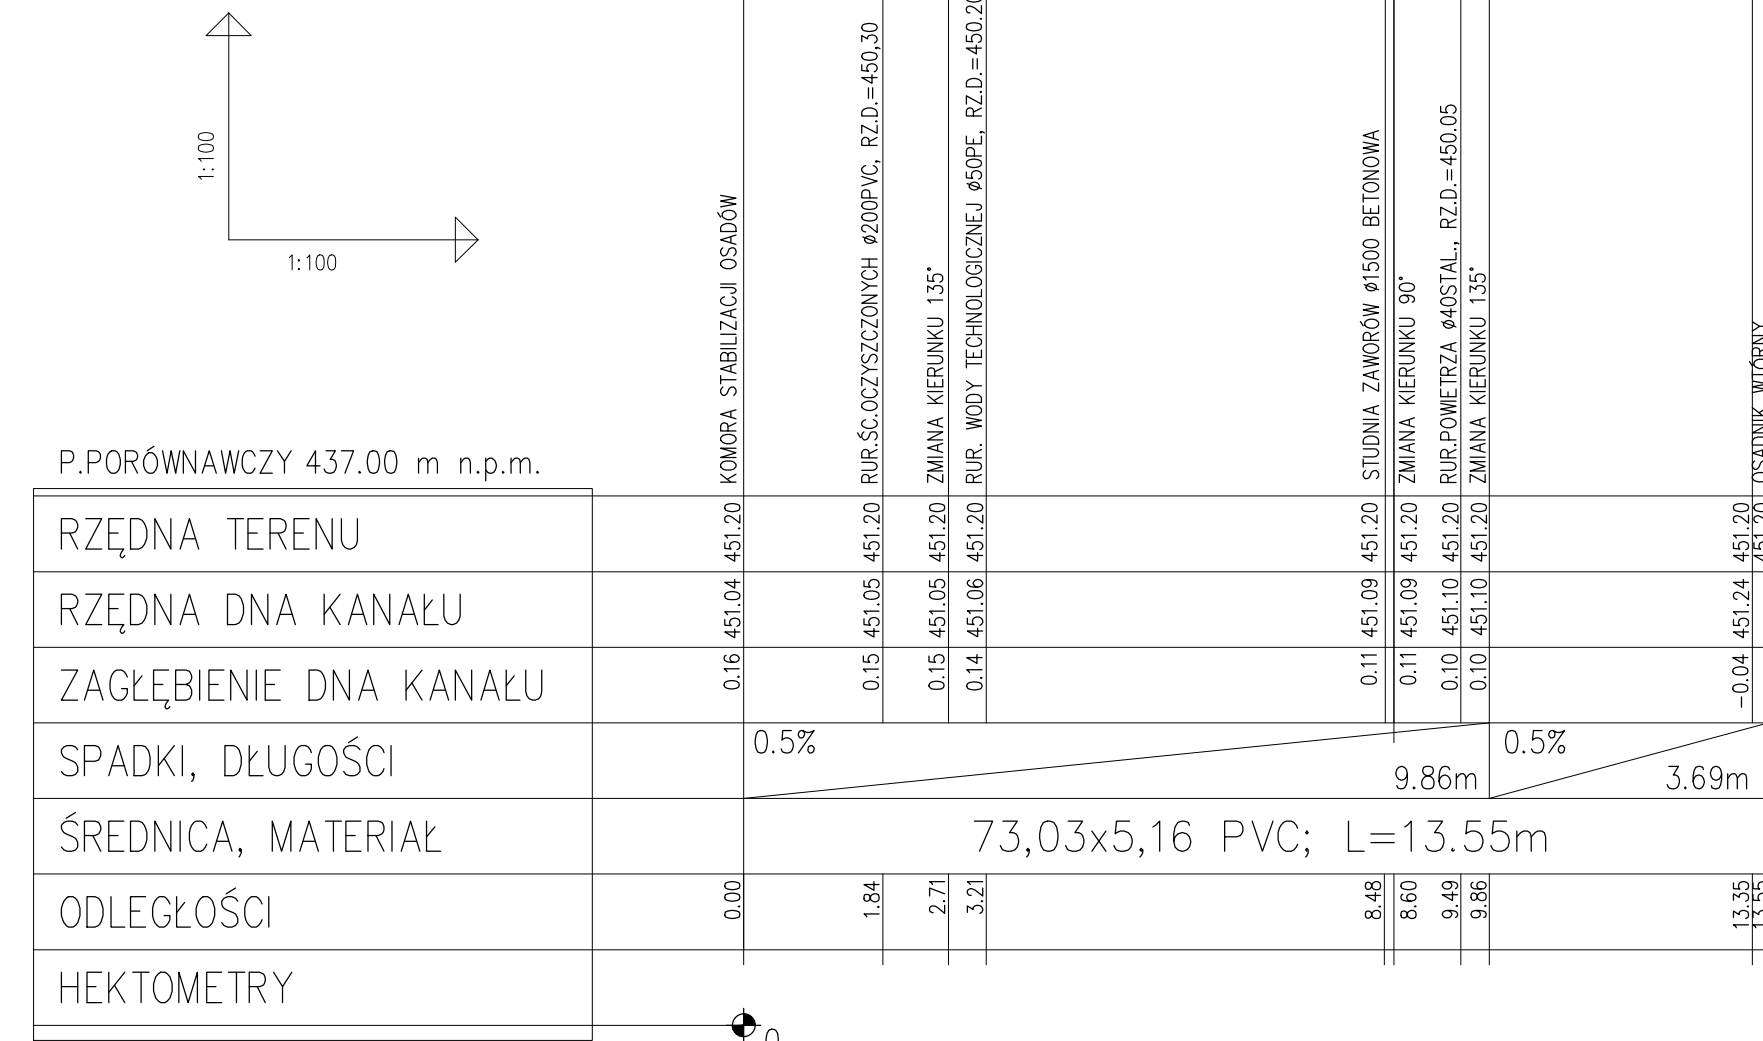 1:100
1:100
KOMORA STABILIZACJI OSADÓW
RUR.ŚC.OCZYSZCZONYCH ø200PVC, RZ.D.=450,30
ZMIANA KIERUNKU 135°
RUR. WODY TECHNOLOGICZNEJ ø50PE, RZ.D.=450.20
STUDNIA ZAWORÓW ø1500 BETONOWA
ZMIANA KIERUNKU 90°
RUR.POWIETRZA ø40STAL., RZ.D.=450.05
ZMIANA KIERUNKU 135°
OSADNIK WTÓRNY
P.PORÓWNAWCZY 437.00 m n.p.m.
RZĘDNA TERENU 451.20 451.20 451.20 451.20 451.20 451.20 451.20 451.20 451.20 451.20
RZĘDNA DNA KANAŁU 451.04 451.05 451.05 451.06 451.09 451.09 451.10 451.10 451.24
ZAGŁĘBIENIE DNA KANAŁU 0.16 0.15 0.15 0.14 0.11 0.11 0.10 0.10 -0.04
SPADKI, DŁUGOŚCI 0.5% 9.86m 0.5% 3.69m
ŚREDNICA, MATERIAŁ 73,03x5,16 PVC; L=13.55m
ODLEGŁOŚCI 0.00 1.84 2.71 3.21 8.48 8.60 9.49 9.86 13.35 13.55
HEKTOMETRY
0